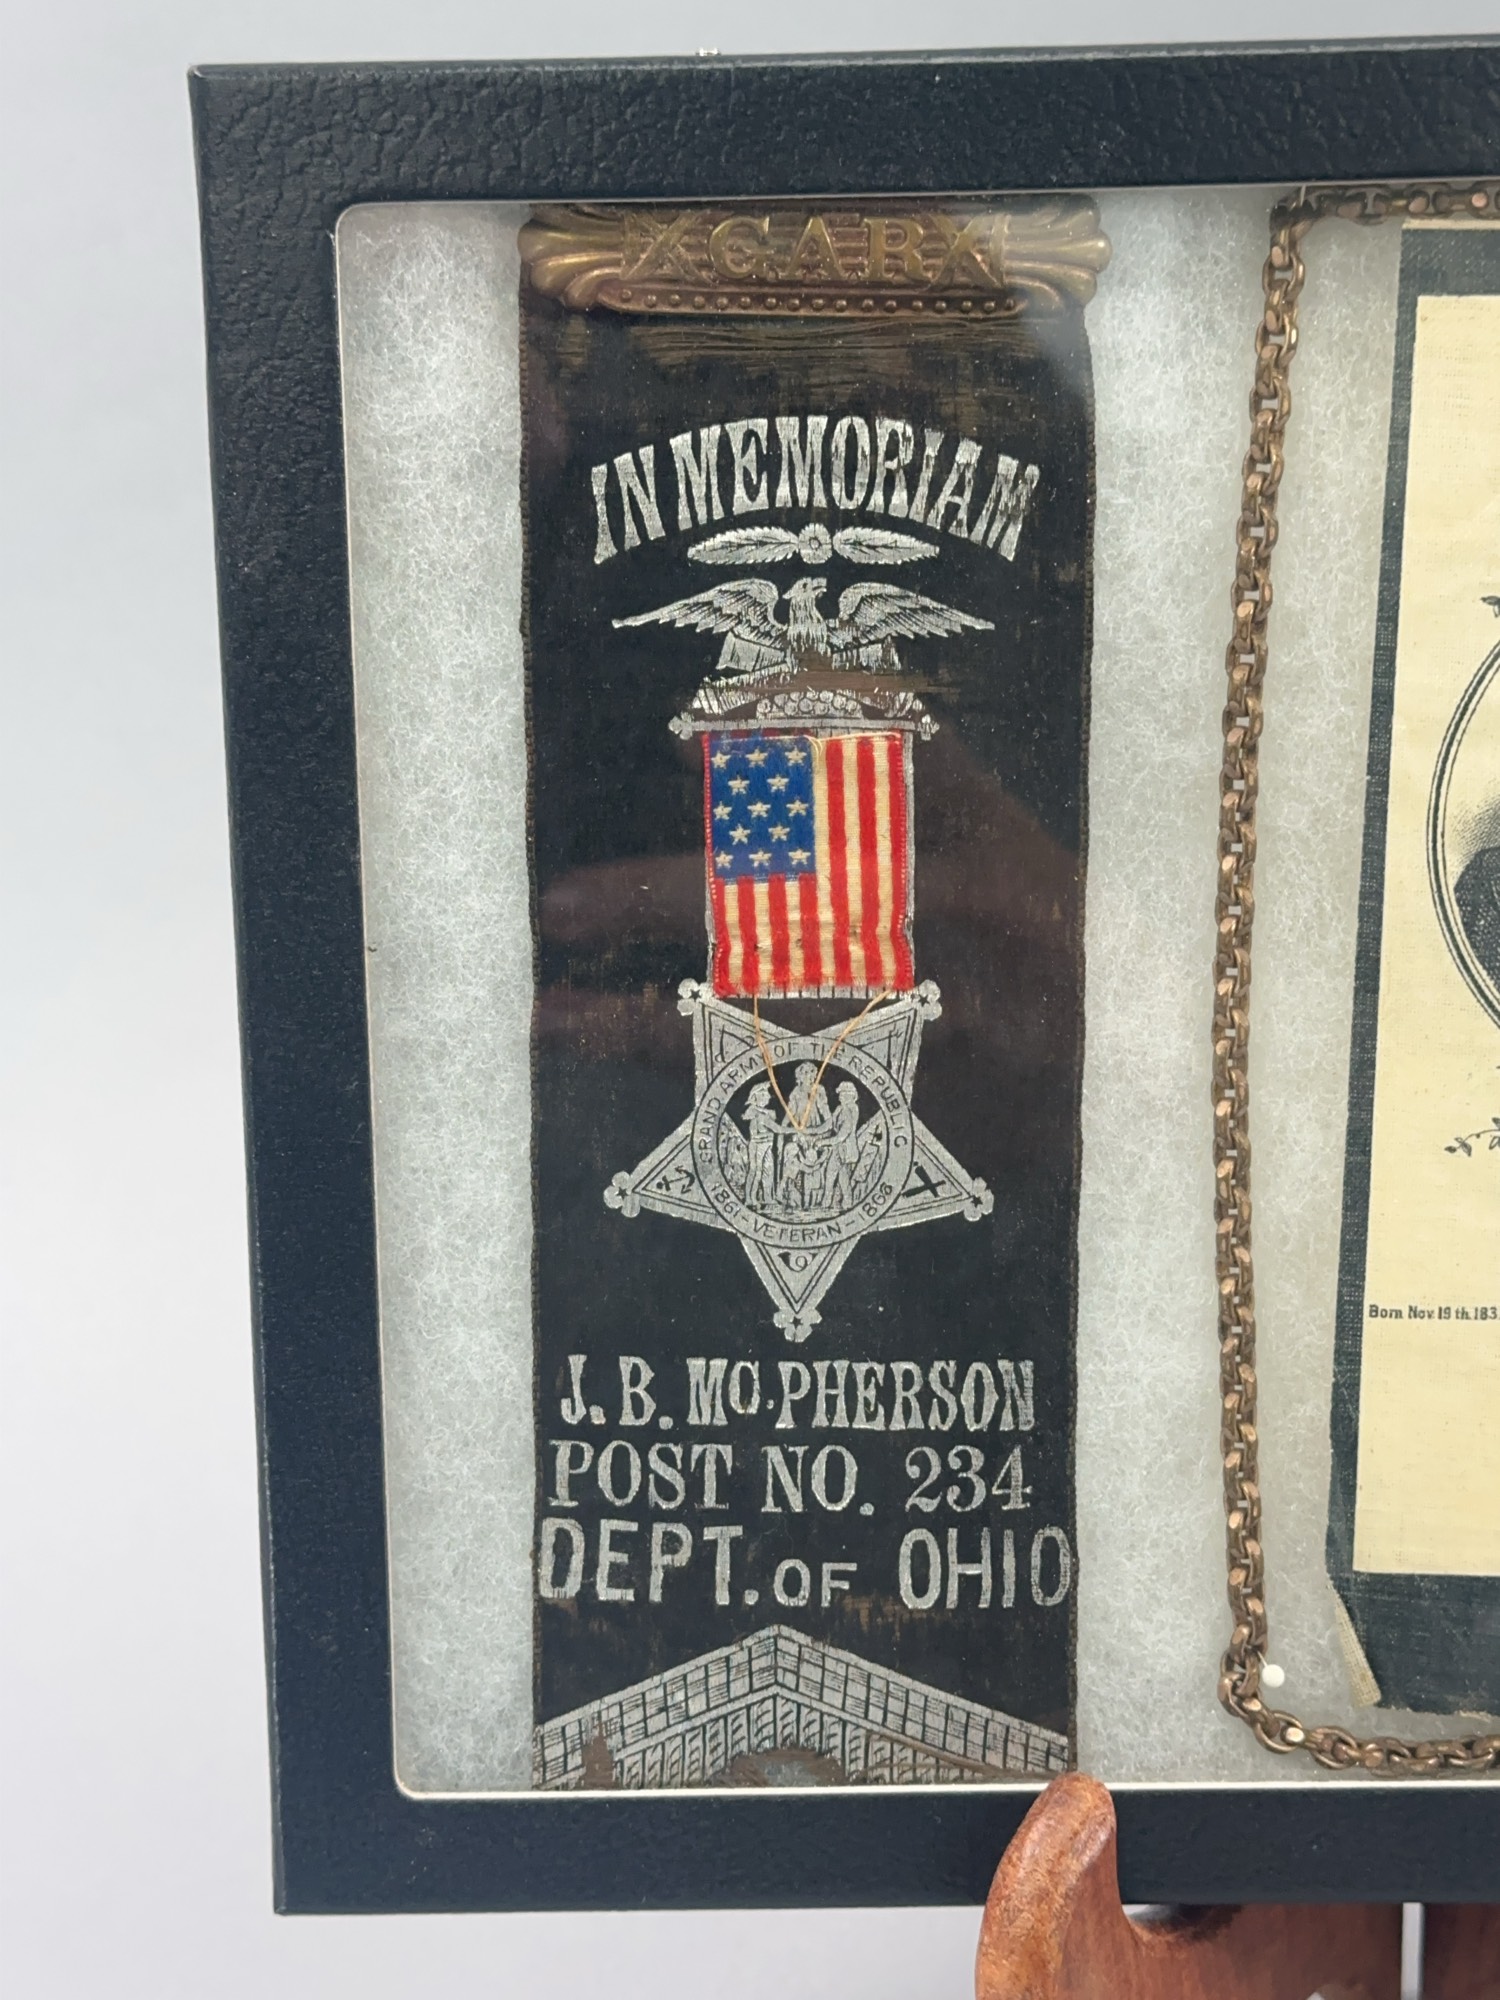 G.A.R.
IN MEMORIAM
GRAND ARMY OF THE REPUBLIC
1861 - VETERAN - 1866
J. B. MC. PHERSON
POST NO. 234
DEPT. OF OHIO
Born Nov. 19 th. 183